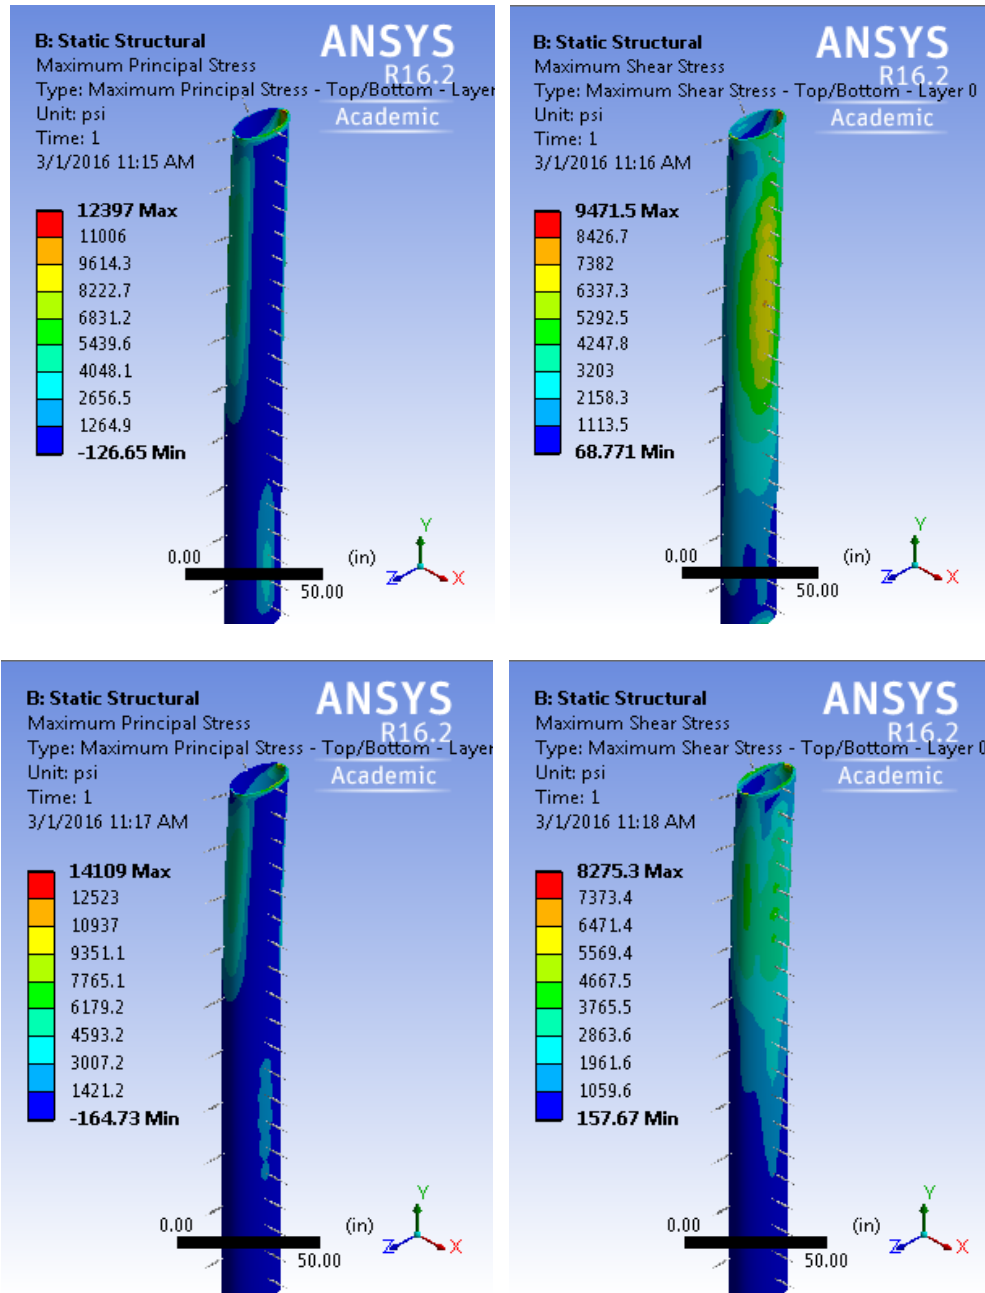 B: Static Structural
Maximum Principal Stress
Type: Maximum Principal Stress - Top/Bottom - Layer
Unit: psi
Time: 1
3/1/2016 11:15 AM
ANSYS
R16.2
Academic
12397 Max
11006
9614.3
8222.7
6831.2
5439.6
4048.1
2656.5
1264.9
-126.65 Min
0.00
(in)
50.00
Y
Z
X
B: Static Structural
Maximum Shear Stress
Type: Maximum Shear Stress - Top/Bottom - Layer 0
Unit: psi
Time: 1
3/1/2016 11:16 AM
ANSYS
R16.2
Academic
9471.5 Max
8426.7
7382
6337.3
5292.5
4247.8
3203
2158.3
1113.5
68.771 Min
0.00
(in)
50.00
Y
Z
X
B: Static Structural
Maximum Principal Stress
Type: Maximum Principal Stress - Top/Bottom - Layer
Unit: psi
Time: 1
3/1/2016 11:17 AM
ANSYS
R16.2
Academic
14109 Max
12523
10937
9351.1
7765.1
6179.2
4593.2
3007.2
1421.2
-164.73 Min
0.00
(in)
50.00
Y
Z
X
B: Static Structural
Maximum Shear Stress
Type: Maximum Shear Stress - Top/Bottom - Layer 0
Unit: psi
Time: 1
3/1/2016 11:18 AM
ANSYS
R16.2
Academic
8275.3 Max
7373.4
6471.4
5569.4
4667.5
3765.5
2863.6
1961.6
1059.6
157.67 Min
0.00
(in)
50.00
Y
Z
X